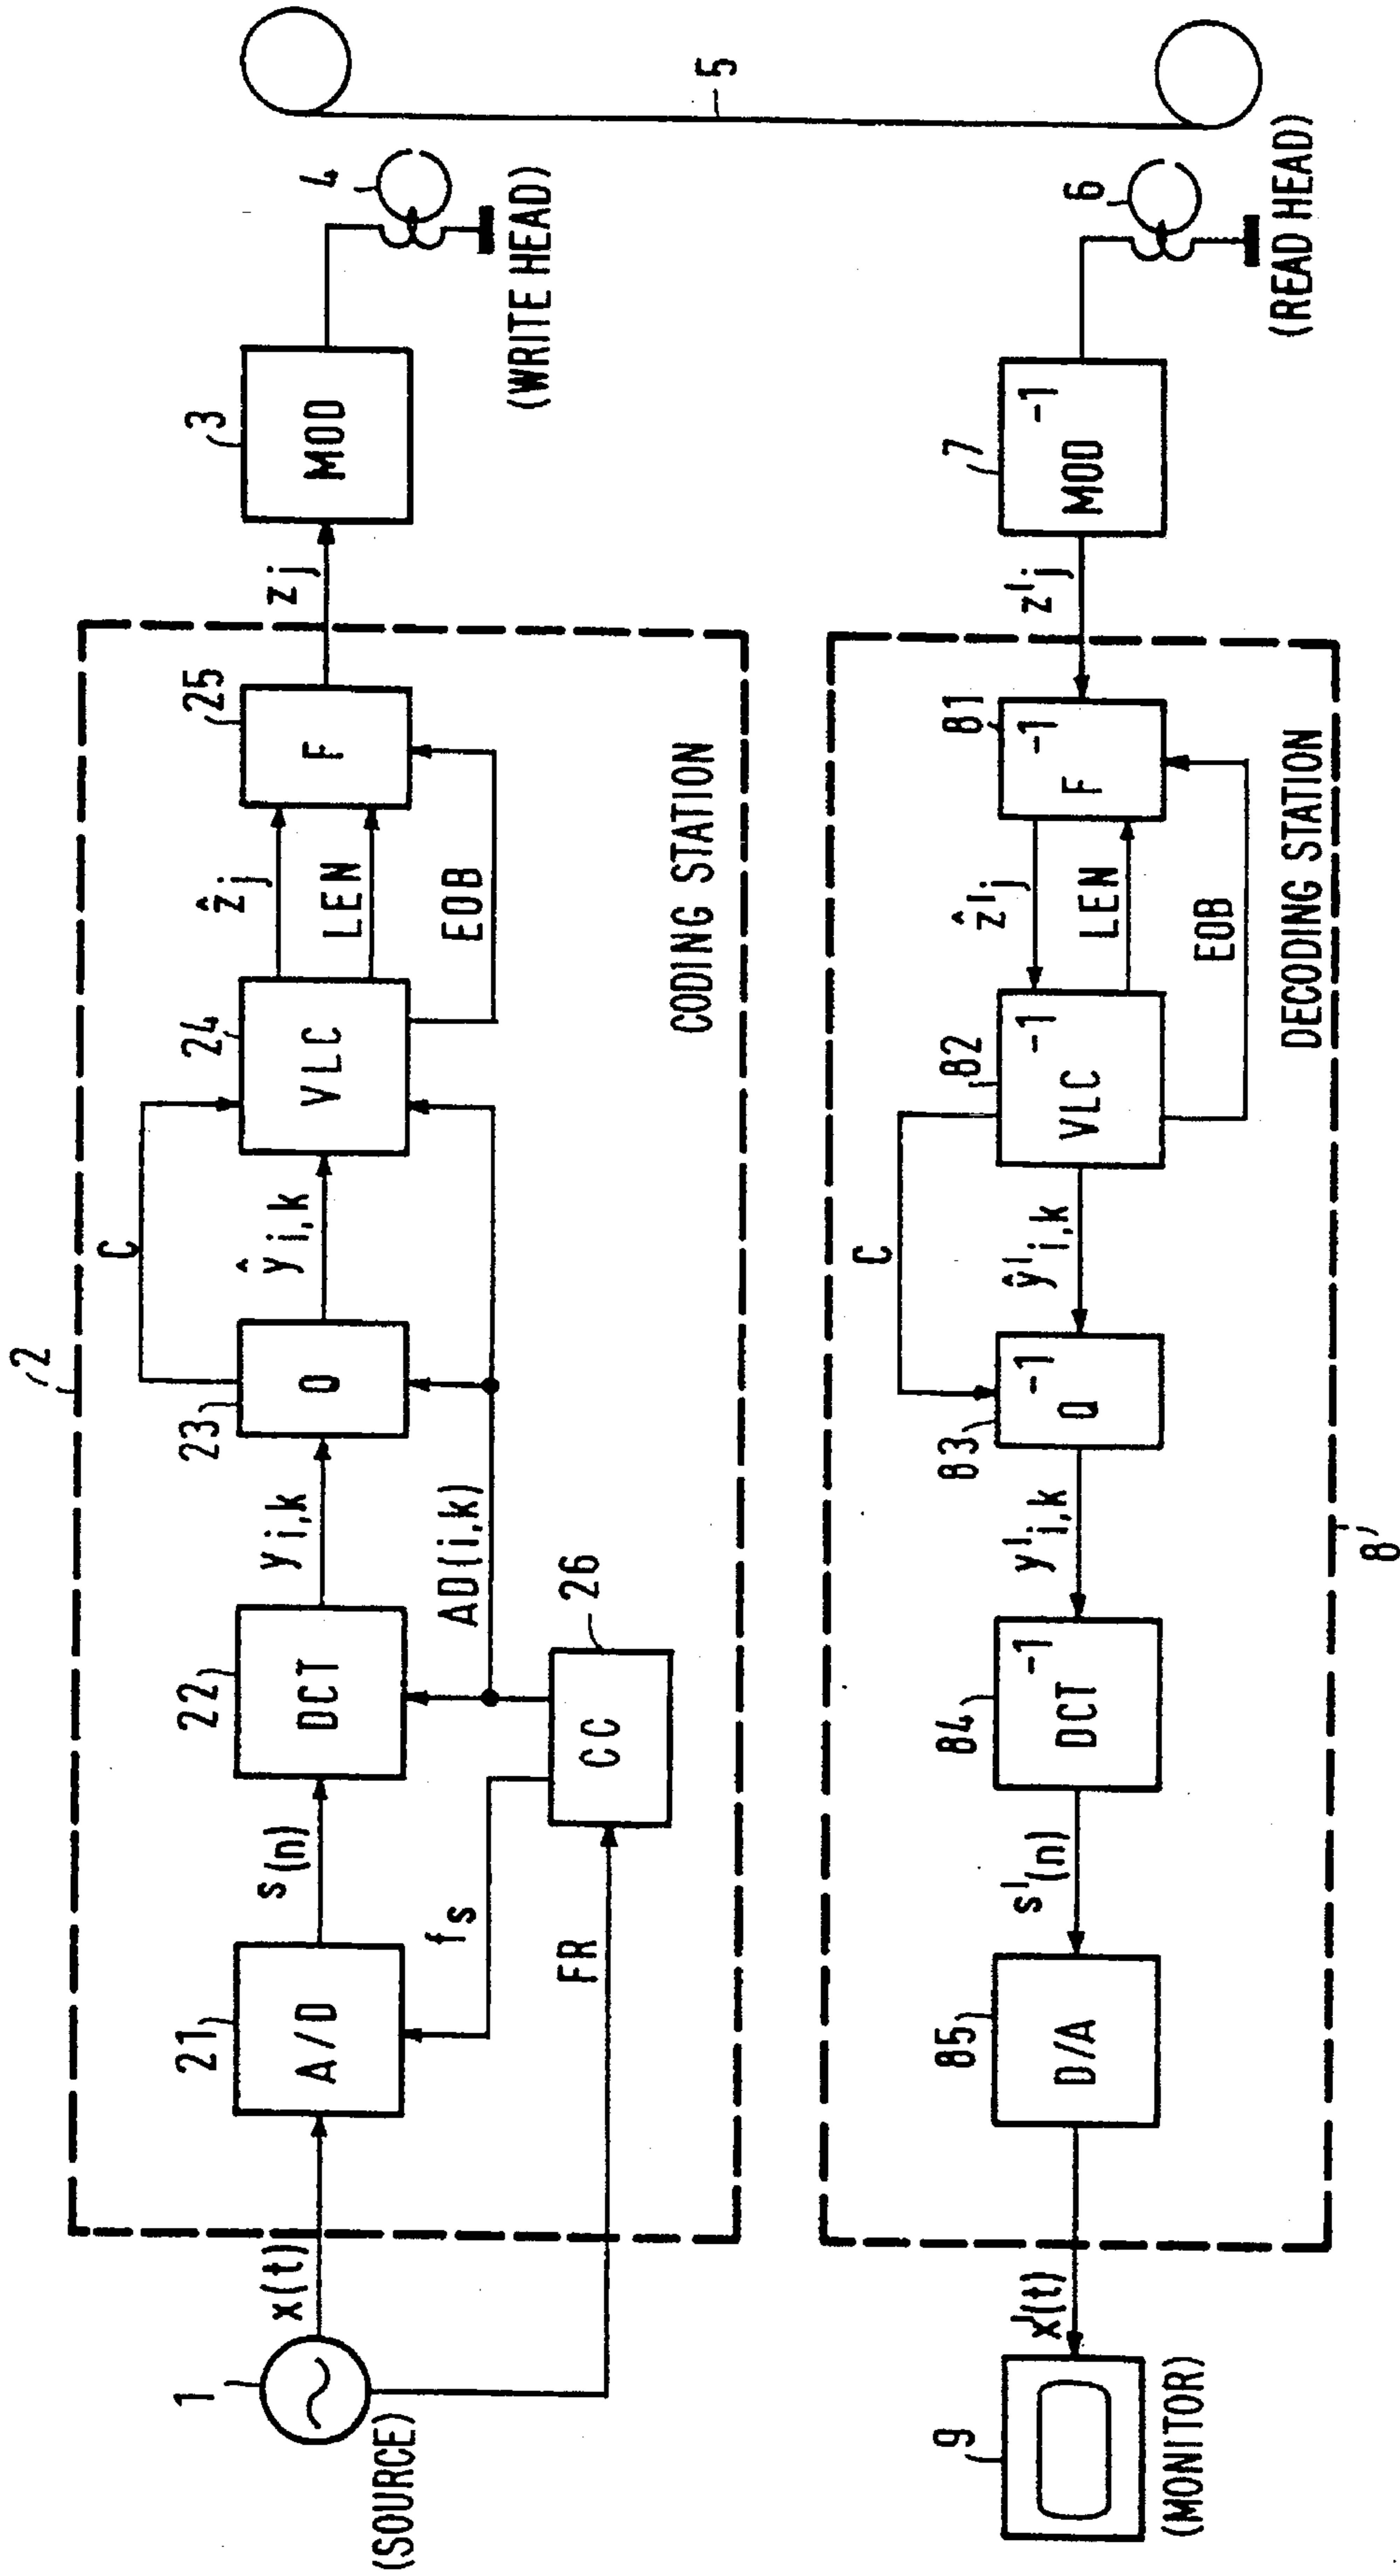 2
1
(SOURCE)
x(t)
21
A/D
s(n)
22
DCT
y i,k
23
Q
ŷ i,k
C
24
VLC
ẑ j
LEN
EOB
25
F
z j
3
MOD
4
(WRITE HEAD)
5
f s
FR
26
CC
AD(i,k)
CODING STATION
9
(MONITOR)
x'(t)
85
D/A
s'(n)
84
DCT -1
y' i,k
83
Q -1
ŷ' i,k
C
82
VLC -1
ẑ' j
LEN
EOB
81
F -1
z' j
7
MOD -1
6
(READ HEAD)
DECODING STATION
8